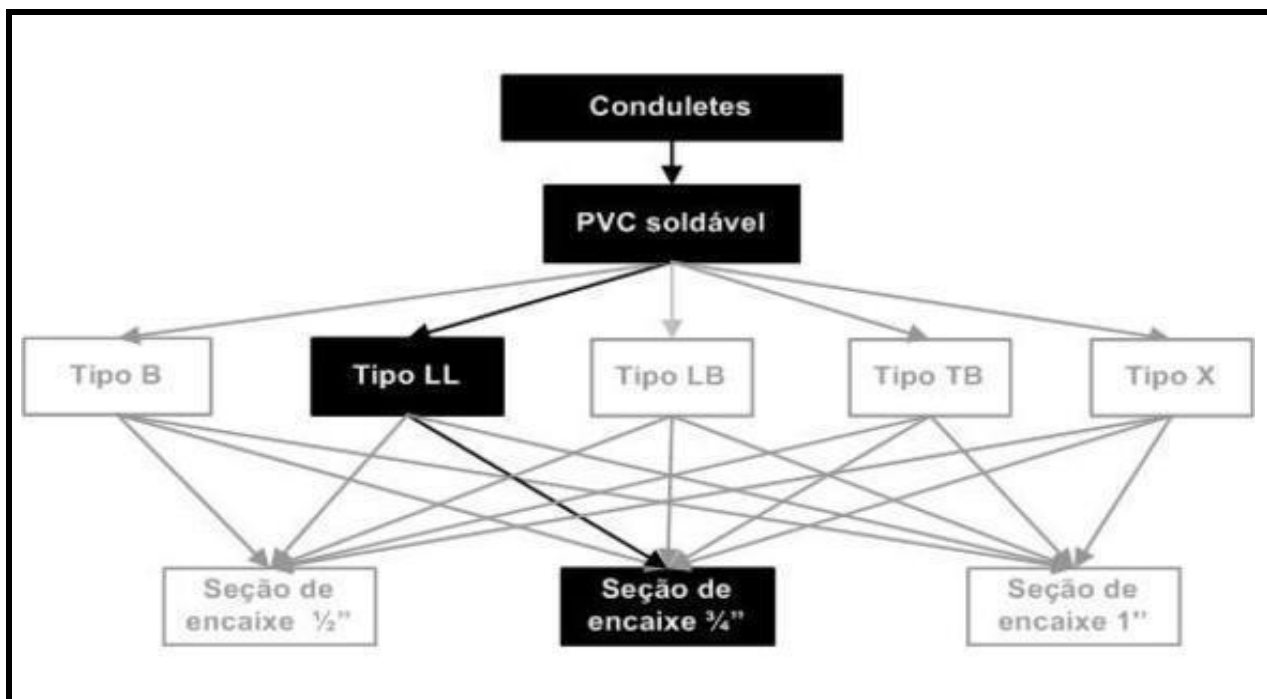 Conduletes
PVC soldável
Tipo B
Tipo LL
Tipo LB
Tipo TB
Tipo X
Seção de
encaixe ½”
Seção de
encaixe ¾”
Seção de
encaixe 1”